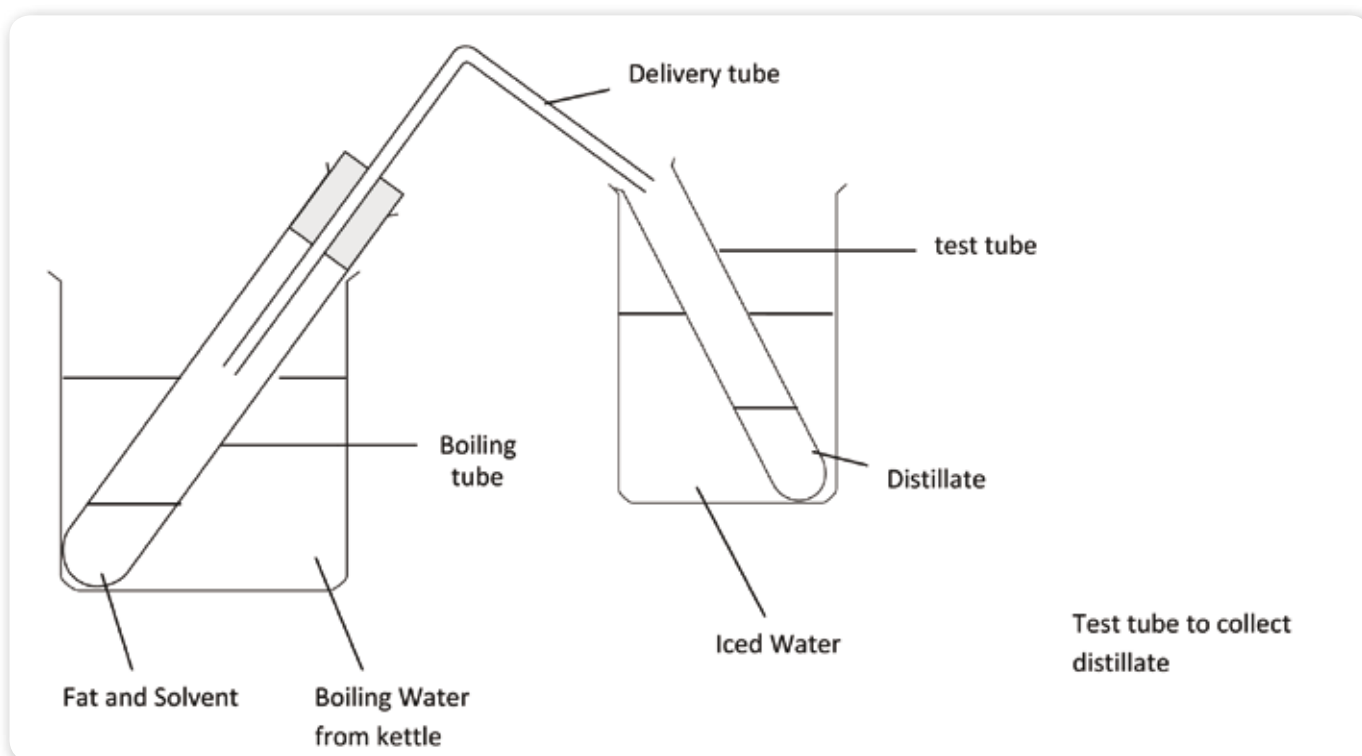 Delivery tube
test tube
Boiling
tube
Distillate
Iced Water
Test tube to collect
distillate
Fat and Solvent
Boiling Water
from kettle